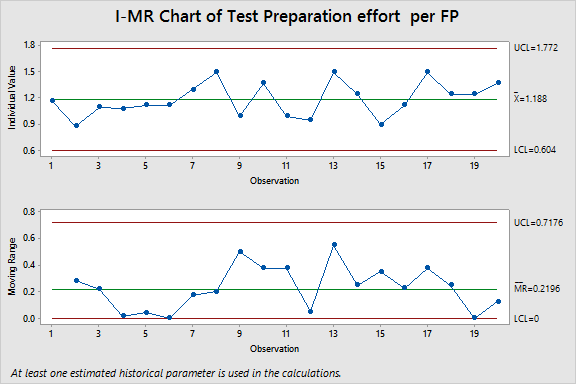 I-MR Chart of Test Preparation effort per FP
Individual Value
1.8
1.5
1.2
0.9
0.6
UCL=1.772
X̄=1.188
LCL=0.604
1 3 5 7 9 11 13 15 17 19
Observation
Moving Range
0.8
0.6
0.4
0.2
0.0
UCL=0.7176
M̅R̅=0.2196
LCL=0
1 3 5 7 9 11 13 15 17 19
Observation
At least one estimated historical parameter is used in the calculations.